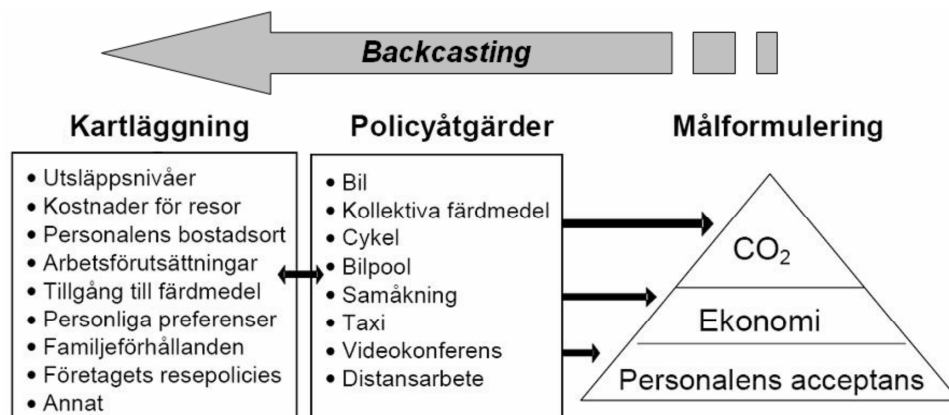 Backcasting
Kartläggning
• Utsläppsnivåer
• Kostnader för resor
• Personalens bostadsort
• Arbetsförutsättningar
• Tillgång till färdmedel
• Personliga preferenser
• Familjeförhållanden
• Företagets resepolicies
• Annat
Policyåtgärder
• Bil
• Kollektiva färdmedel
• Cykel
• Bilpool
• Samåkning
• Taxi
• Videokonferens
• Distansarbete
Målformulering
CO₂
Ekonomi
Personalens acceptans